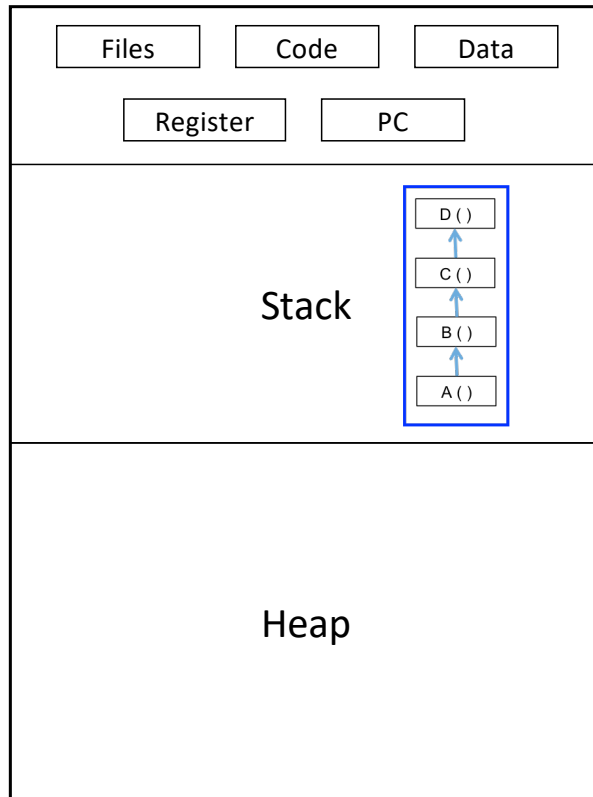 Files Code Data
Register PC
D ( )
C ( )
Stack
B ( )
A ( )
Heap